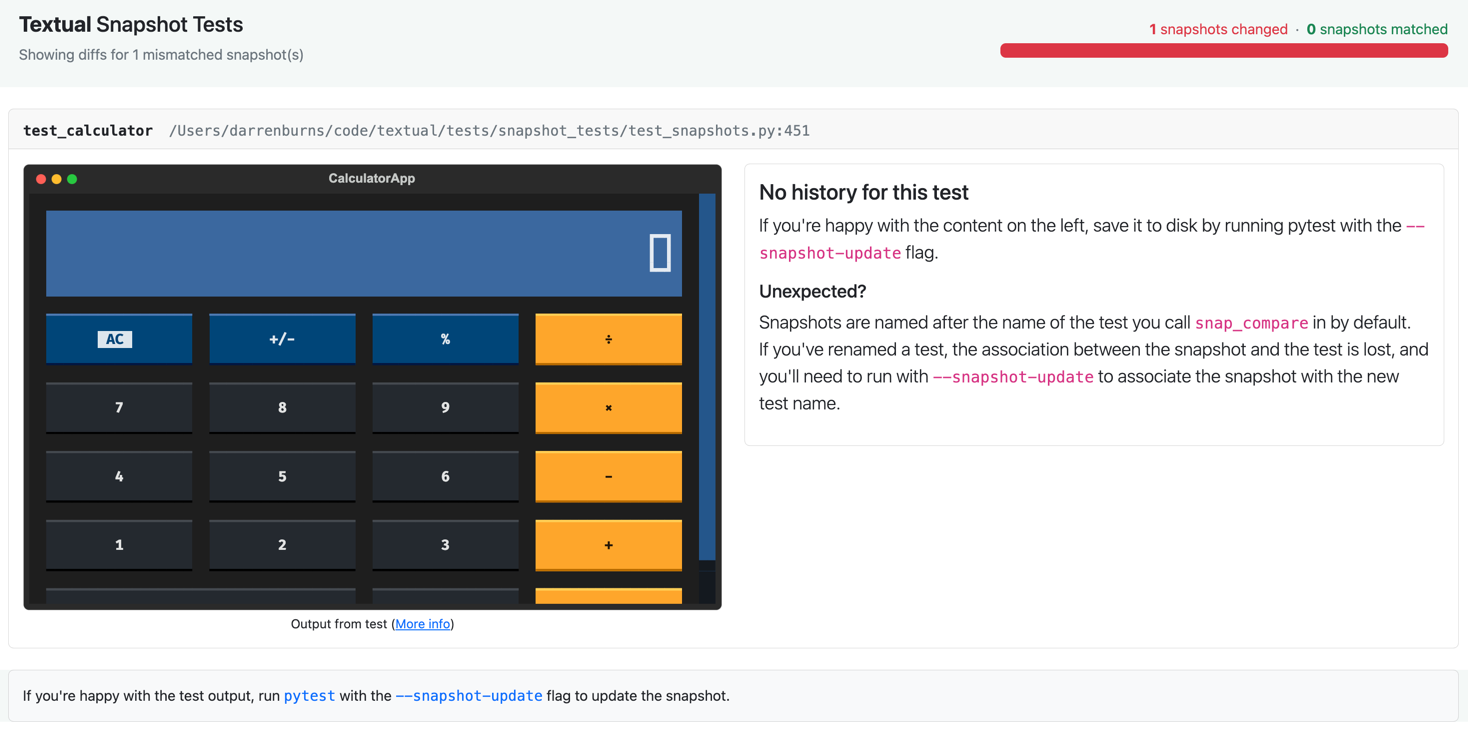 Textual Snapshot Tests
Showing diffs for 1 mismatched snapshot(s)
1 snapshots changed · 0 snapshots matched
test_calculator /Users/darrenburns/code/textual/tests/snapshot_tests/test_snapshots.py:451
CalculatorApp
0
AC +/- % ÷
7 8 9 ×
4 5 6 -
1 2 3 +
Output from test (More info)
No history for this test
If you're happy with the content on the left, save it to disk by running pytest with the --
snapshot-update flag.
Unexpected?
Snapshots are named after the name of the test you call snap_compare in by default.
If you've renamed a test, the association between the snapshot and the test is lost, and
you'll need to run with --snapshot-update to associate the snapshot with the new
test name.
If you're happy with the test output, run pytest with the --snapshot-update flag to update the snapshot.